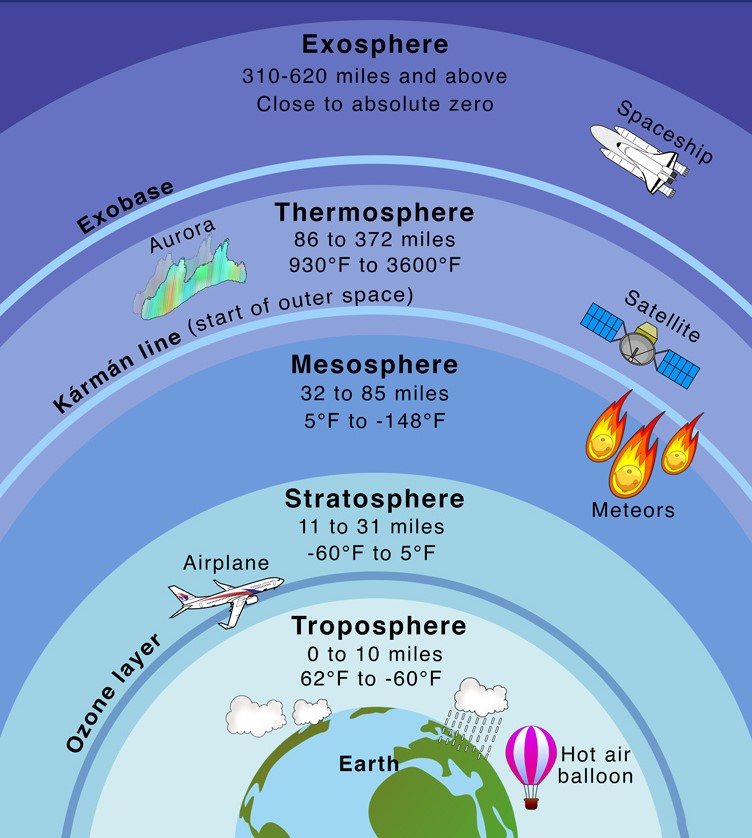 Exosphere
310-620 miles and above
Close to absolute zero
Spaceship
Exobase
Thermosphere
86 to 372 miles
930°F to 3600°F
Aurora
Kármán line (start of outer space)
Satellite
Mesosphere
32 to 85 miles
5°F to -148°F
Meteors
Stratosphere
11 to 31 miles
-60°F to 5°F
Airplane
Ozone layer
Troposphere
0 to 10 miles
62°F to -60°F
Earth
Hot air
balloon